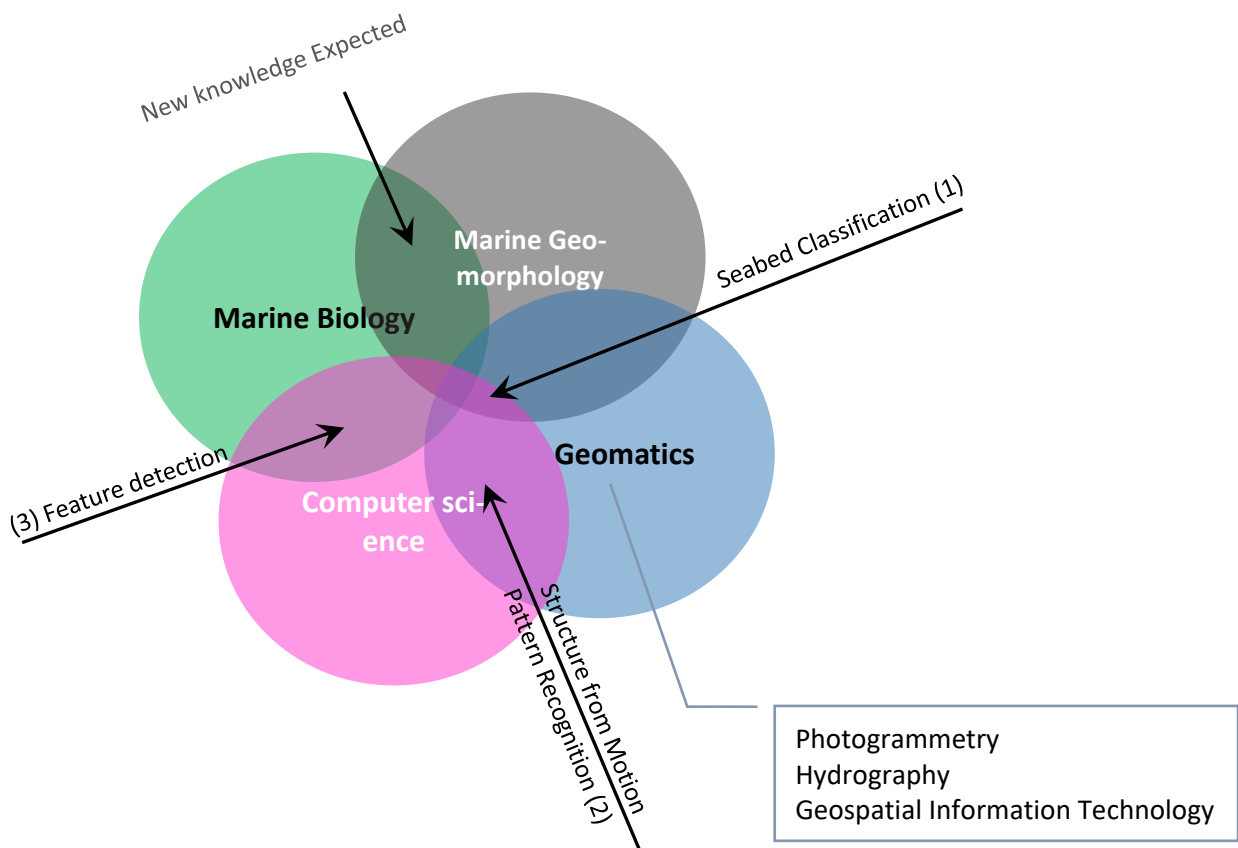 New knowledge Expected
Marine Geo-
morphology
Seabed Classification (1)
Marine Biology
Geomatics
(3) Feature detection
Computer sci-
ence
Structure from Motion
Pattern Recognition (2)
Photogrammetry
Hydrography
Geospatial Information Technology